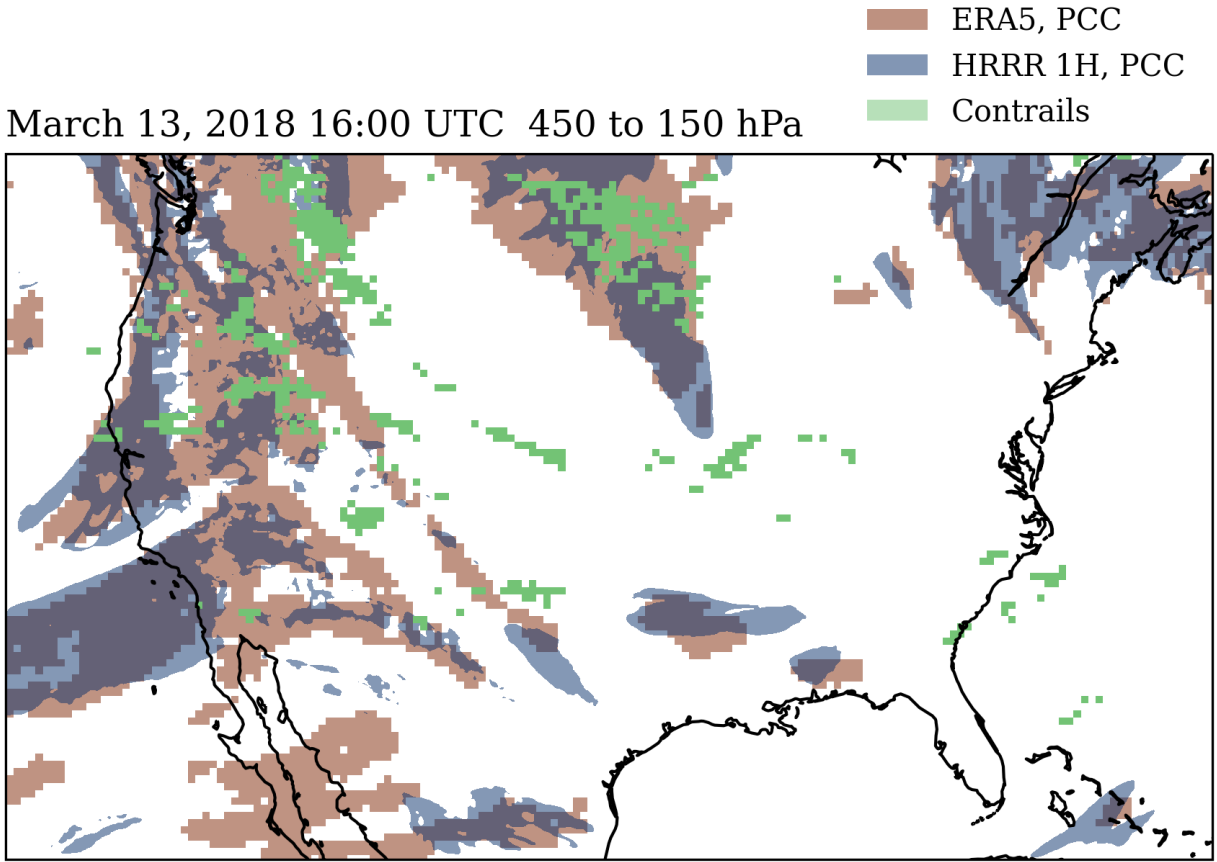 ERA5, PCC
HRRR 1H, PCC
Contrails
March 13, 2018 16:00 UTC  450 to 150 hPa